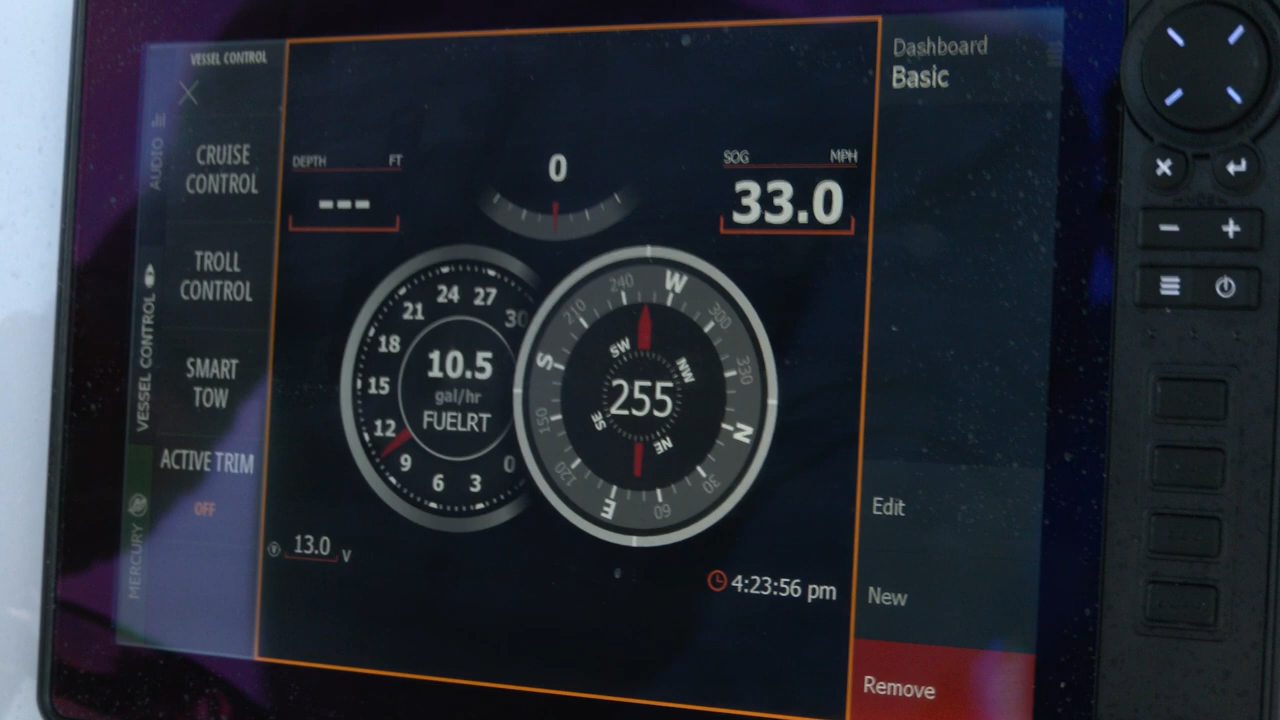 VESSEL CONTROL
AUDIO
CRUISE
CONTROL
TROLL
CONTROL
VESSEL CONTROL
SMART
TOW
ACTIVE TRIM
OFF
MERCURY
DEPTH FT
---
0
SOG MPH
33.0
0 3 6 9 12 15 18 21 24 27 30
10.5
gal/hr
FUELRT
240 W 300 330 N 30 60 E 120 150 S 210
SW NW NE SE
255
13.0 V
4:23:56 pm
Dashboard
Basic
Edit
New
Remove